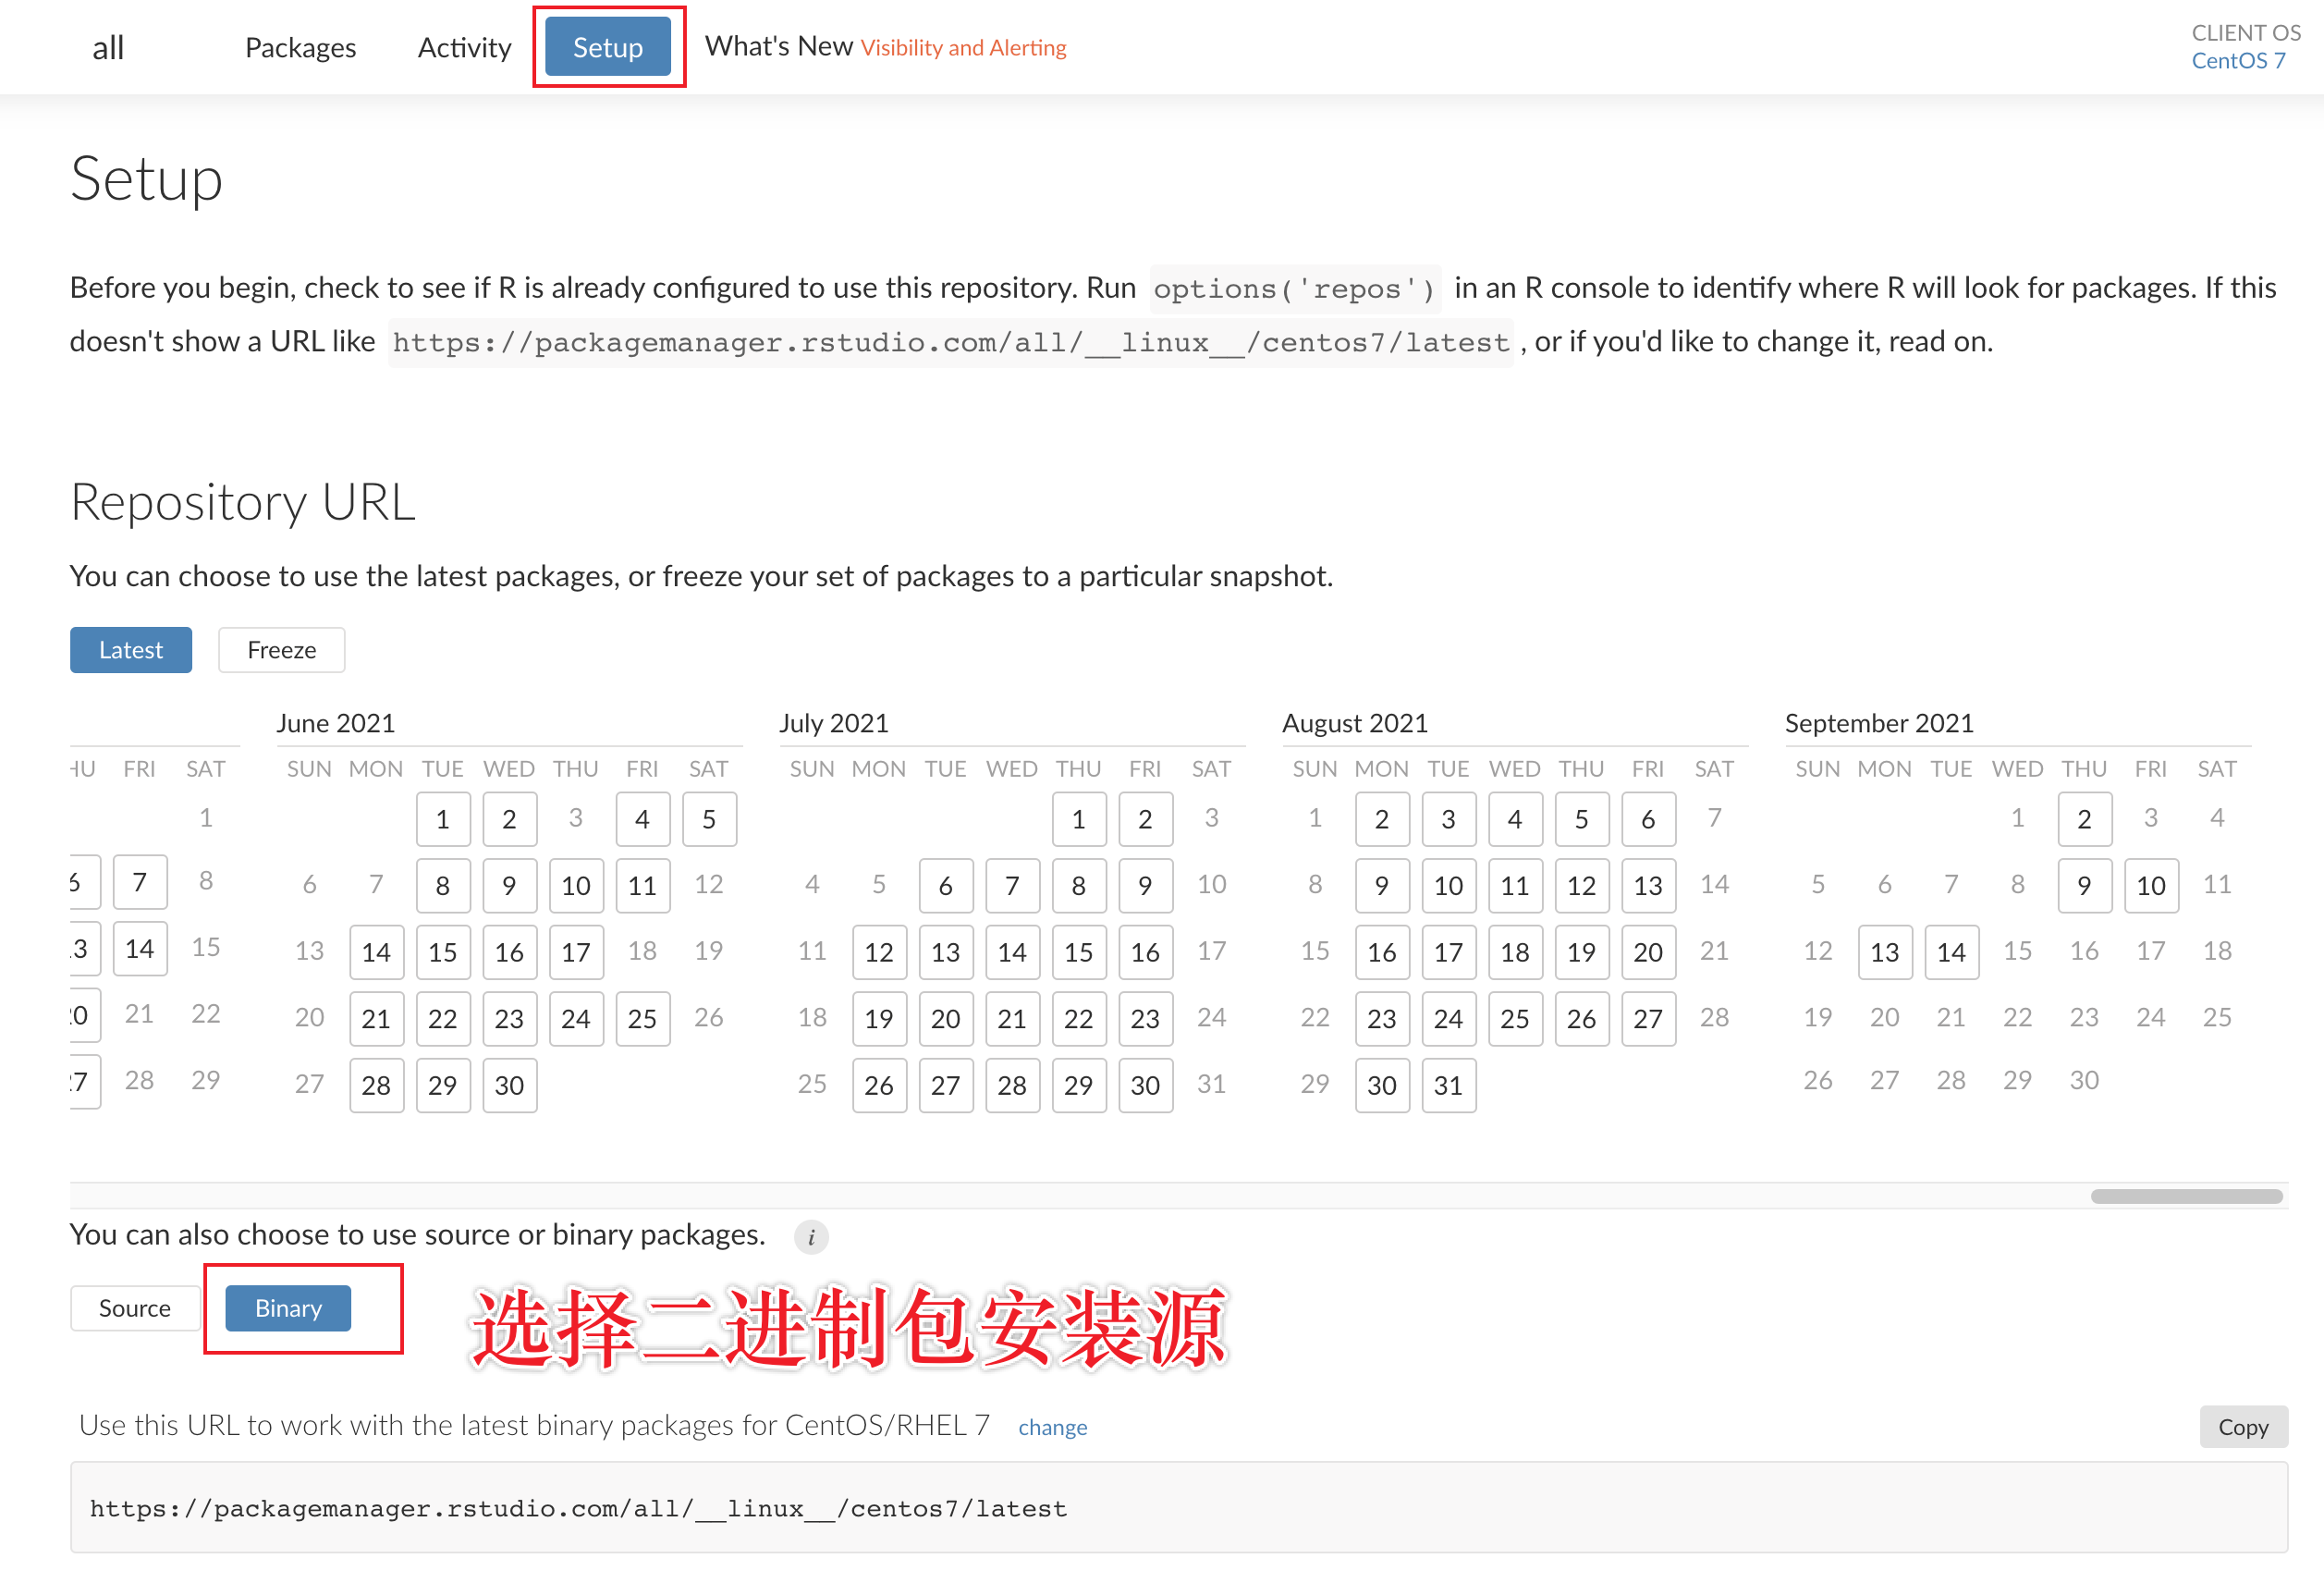 all Packages Activity Setup What's New Visibility and Alerting CLIENT OS
CentOS 7
Setup
Before you begin, check to see if R is already configured to use this repository. Run options('repos') in an R console to identify where R will look for packages. If this
doesn't show a URL like https://packagemanager.rstudio.com/all/__linux__/centos7/latest , or if you'd like to change it, read on.
Repository URL
You can choose to use the latest packages, or freeze your set of packages to a particular snapshot.
Latest Freeze
June 2021 July 2021 August 2021 September 2021
FRI SAT SUN MON TUE WED THU FRI SAT SUN MON TUE WED THU FRI SAT SUN MON TUE WED THU FRI SAT SUN MON TUE WED THU FRI SAT
1 1 2 3 4 5 1 2 3 1 2 3 4 5 6 7 1 2 3 4
6 7 8 6 7 8 9 10 11 12 4 5 6 7 8 9 10 8 9 10 11 12 13 14 5 6 7 8 9 10 11
14 15 13 14 15 16 17 18 19 11 12 13 14 15 16 17 15 16 17 18 19 20 21 12 13 14 15 16 17 18
21 22 20 21 22 23 24 25 26 18 19 20 21 22 23 24 22 23 24 25 26 27 28 19 20 21 22 23 24 25
28 29 27 28 29 30 25 26 27 28 29 30 31 29 30 31 26 27 28 29 30
You can also choose to use source or binary packages. i
Source Binary 选择二进制包安装源
Use this URL to work with the latest binary packages for CentOS/RHEL 7 change Copy
https://packagemanager.rstudio.com/all/__linux__/centos7/latest